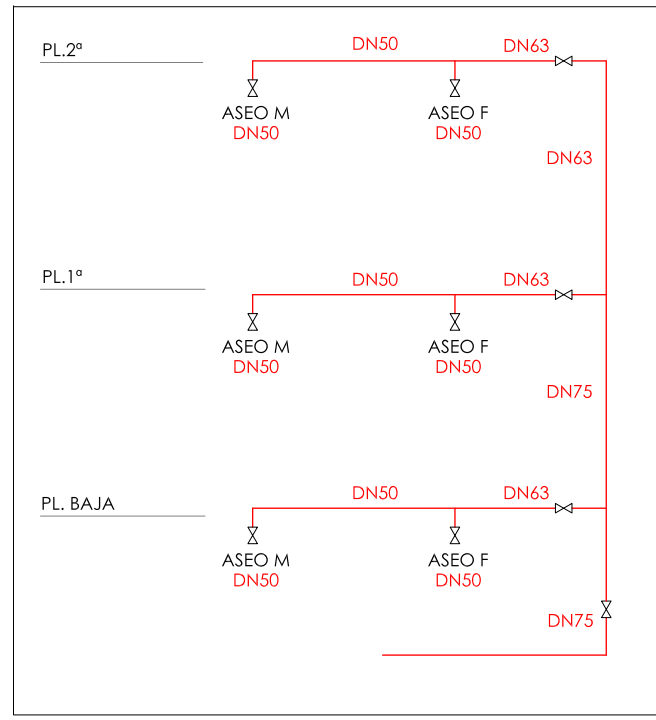 DN50 DN63
PL.2ª
ASEO M ASEO F
DN50 DN50
DN63
PL.1ª
DN50 DN63
ASEO M ASEO F
DN50 DN50
DN75
DN50 DN63
PL. BAJA
ASEO M ASEO F
DN50 DN50
DN75